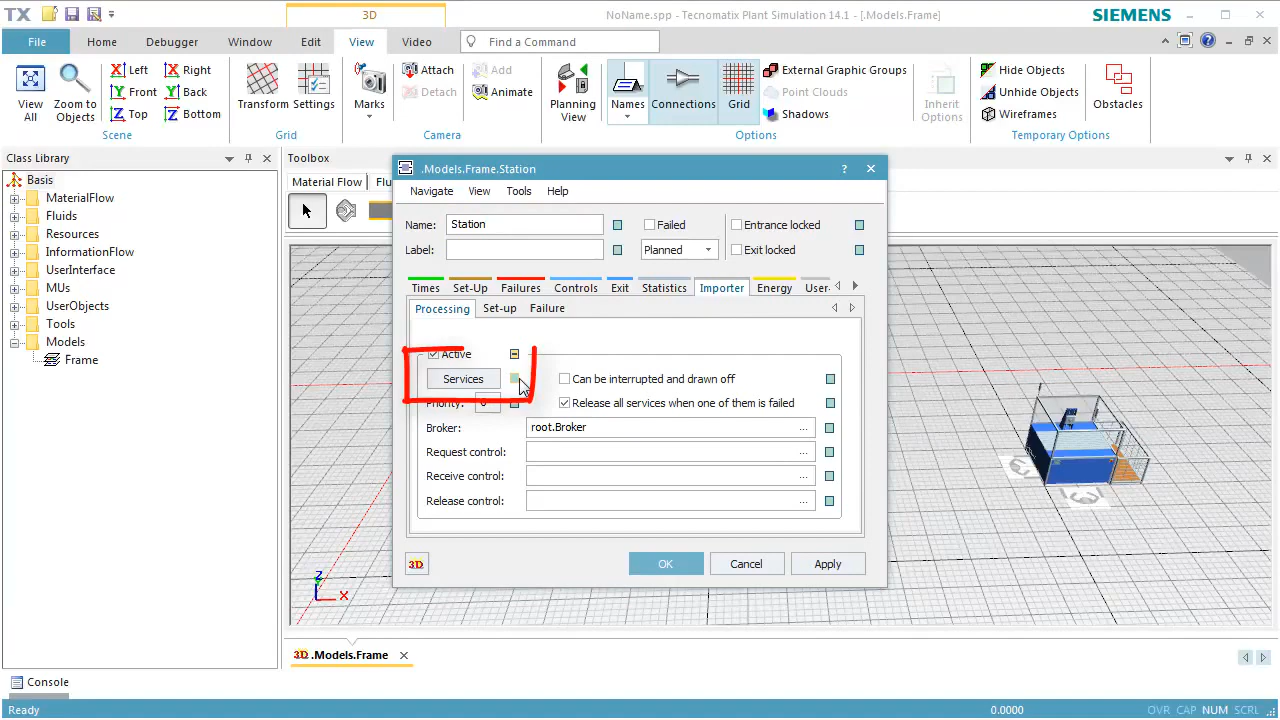 TX
3D
NoName.spp - Tecnomatix Plant Simulation 14.1 - [.Models.Frame]
SIEMENS
File Home Debugger Window Edit View Video Find a Command
View All
Zoom to Objects
Left Right
Front Back
Top Bottom
Scene
Transform Settings
Grid
Marks
Attach
Detach
Add
Animate
Camera
Planning View
Names Connections Grid
External Graphic Groups
Point Clouds
Shadows
Inherit Options
Options
Hide Objects
Unhide Objects
Wireframes
Obstacles
Temporary Options
Class Library
Toolbox
Basis
MaterialFlow
Fluids
Resources
InformationFlow
UserInterface
MUs
UserObjects
Tools
Models
Frame
Material Flow Flu
.Models.Frame.Station ?
Navigate View Tools Help
Name: Station Failed Entrance locked
Label: Planned Exit locked
Times Set-Up Failures Controls Exit Statistics Importer Energy User-
Processing Set-up Failure
Active
Services Can be interrupted and drawn off
Priority: 0 Release all services when one of them is failed
Broker: root.Broker ...
Request control: ...
Receive control: ...
Release control: ...
3D OK Cancel Apply
Z
Y
X
3D .Models.Frame
Console
Ready 0.0000 OVR CAP NUM SCRL